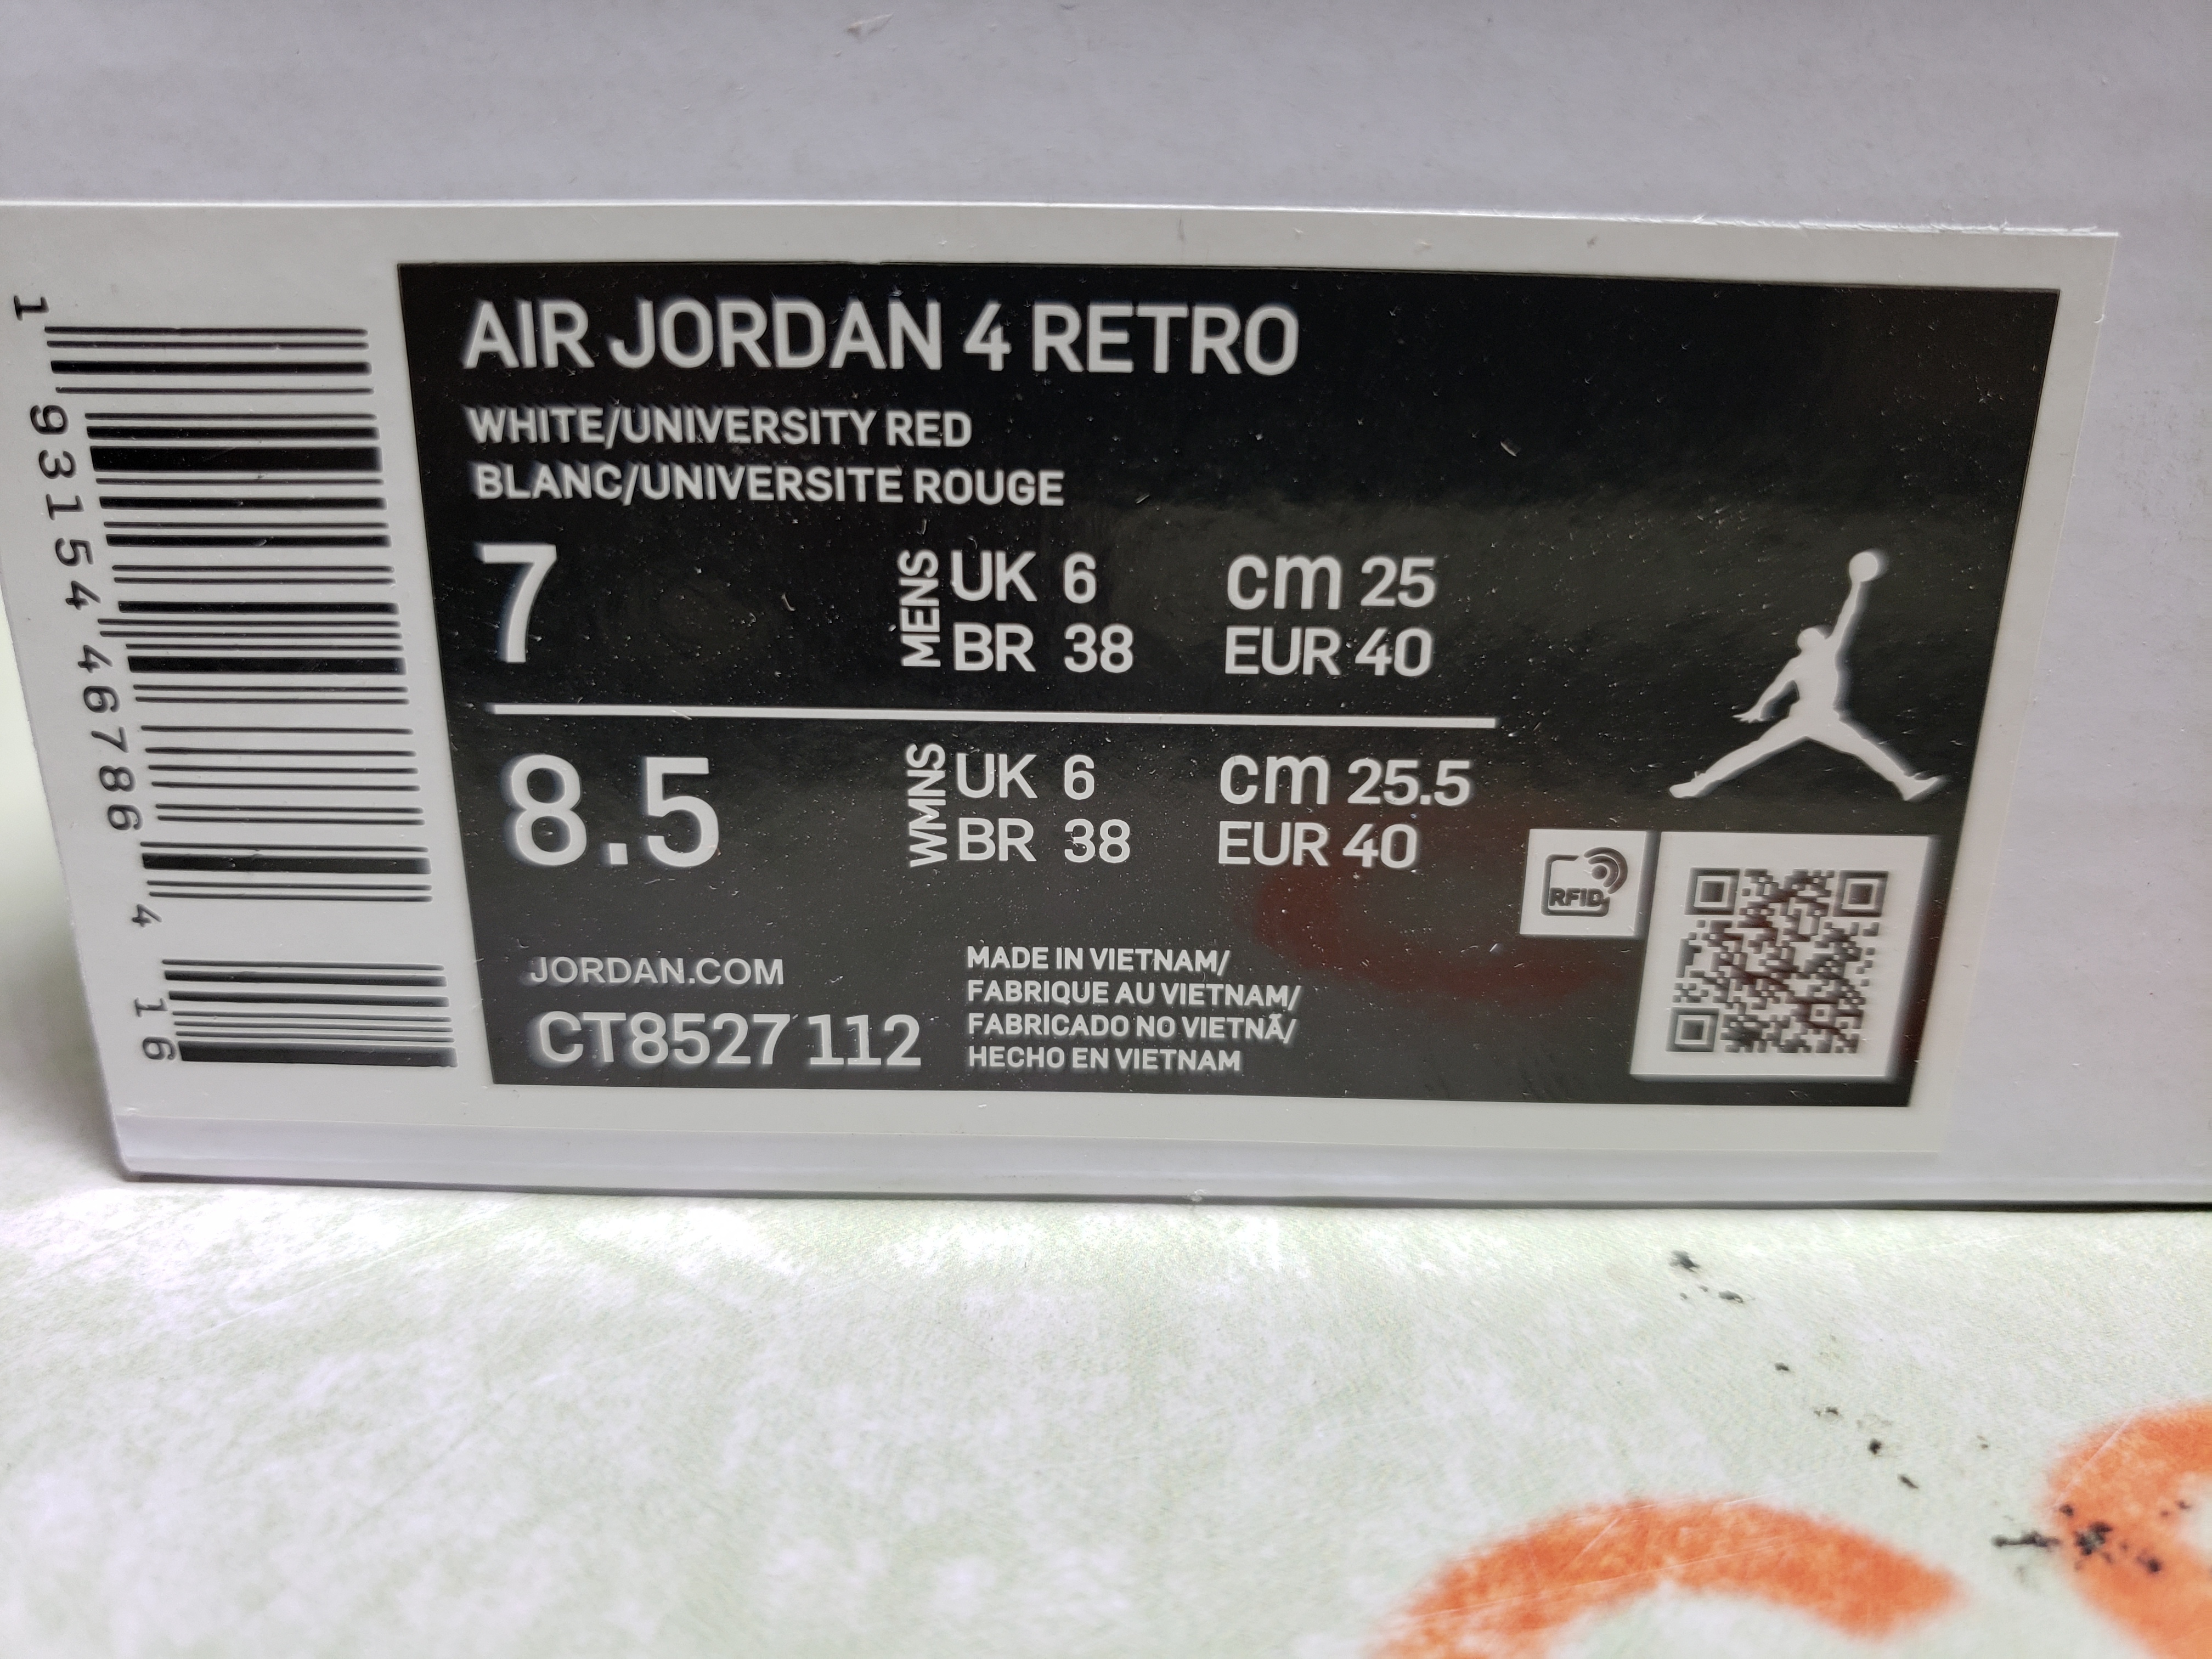 AIR JORDAN 4 RETRO
WHITE/UNIVERSITY RED
BLANC/UNIVERSITE ROUGE
7
MENS
UK 6 cm 25
BR 38 EUR 40
8.5
WMNS
UK 6 cm 25.5
BR 38 EUR 40
RFID
JORDAN.COM
CT8527 112
MADE IN VIETNAM/
FABRIQUE AU VIETNAM/
FABRICADO NO VIETNÃ/
HECHO EN VIETNAM
1 93154 46786 4 16